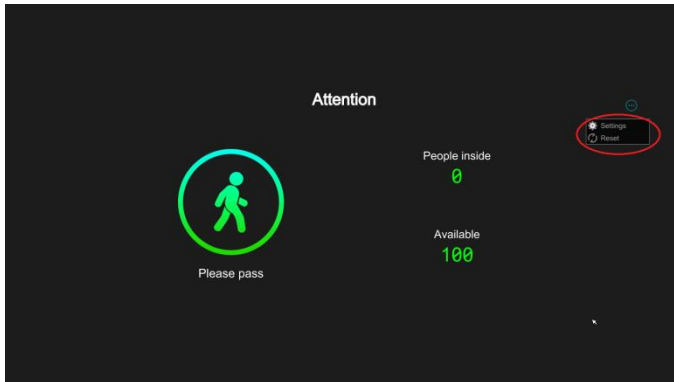 Attention
Settings
Reset
People inside
0
Available
100
Please pass